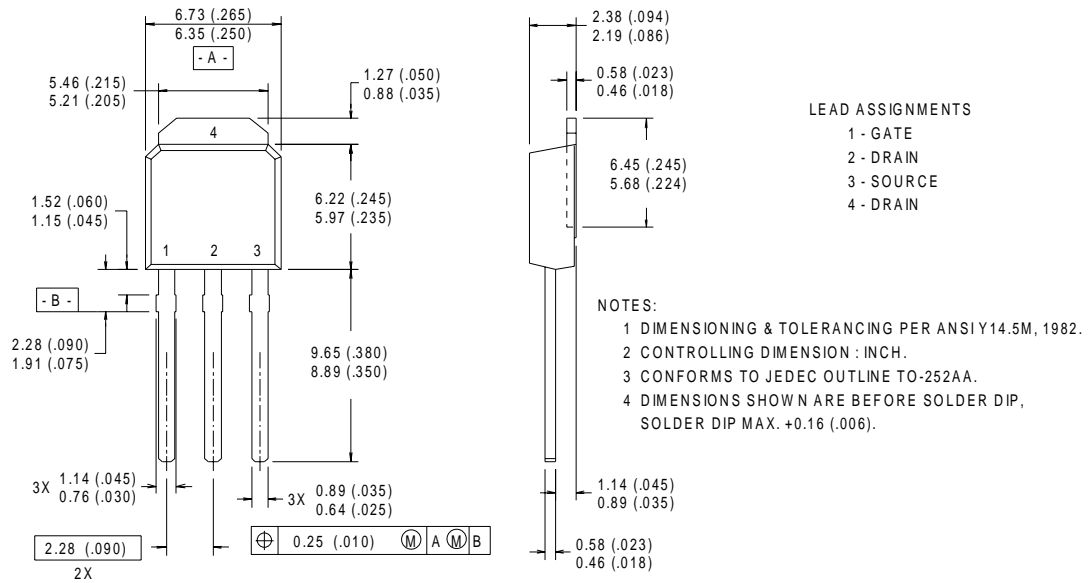 6.73 (.265)
6.35 (.250)
- A -
5.46 (.215)
5.21 (.205)
1.27 (.050)
0.88 (.035)
4
1.52 (.060)
1.15 (.045)
6.22 (.245)
5.97 (.235)
1 2 3
- B -
2.28 (.090)
1.91 (.075)
9.65 (.380)
8.89 (.350)
3X 1.14 (.045)
0.76 (.030)
3X 0.89 (.035)
0.64 (.025)
2.28 (.090)
2X
⌖ 0.25 (.010) Ⓜ A Ⓜ B
2.38 (.094)
2.19 (.086)
0.58 (.023)
0.46 (.018)
6.45 (.245)
5.68 (.224)
1.14 (.045)
0.89 (.035)
0.58 (.023)
0.46 (.018)
LEAD ASSIGNMENTS
1 - GATE
2 - DRAIN
3 - SOURCE
4 - DRAIN
NOTES:
1 DIMENSIONING & TOLERANCING PER ANSI Y14.5M, 1982.
2 CONTROLLING DIMENSION : INCH.
3 CONFORMS TO JEDEC OUTLINE TO-252AA.
4 DIMENSIONS SHOWN ARE BEFORE SOLDER DIP,
SOLDER DIP MAX. +0.16 (.006).